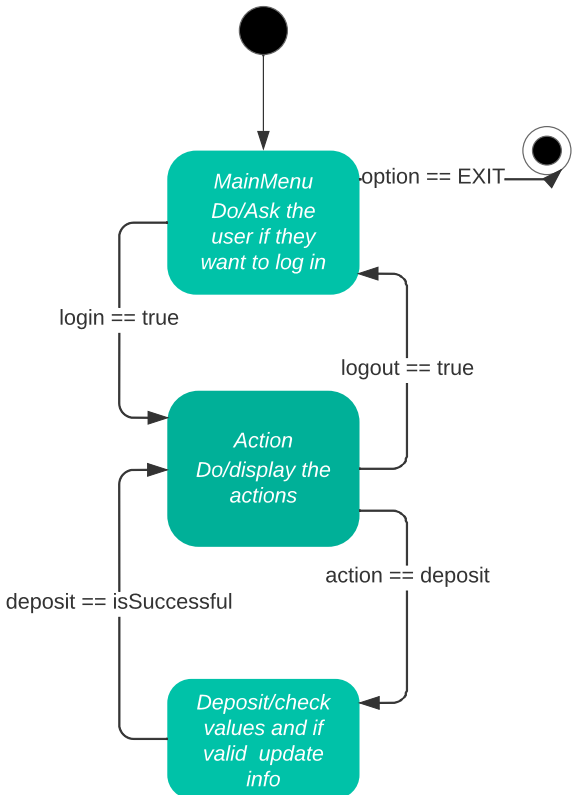 MainMenu
Do/Ask the
user if they
want to log in
option == EXIT
login == true
logout == true
Action
Do/display the
actions
action == deposit
deposit == isSuccessful
Deposit/check
values and if
valid  update
info